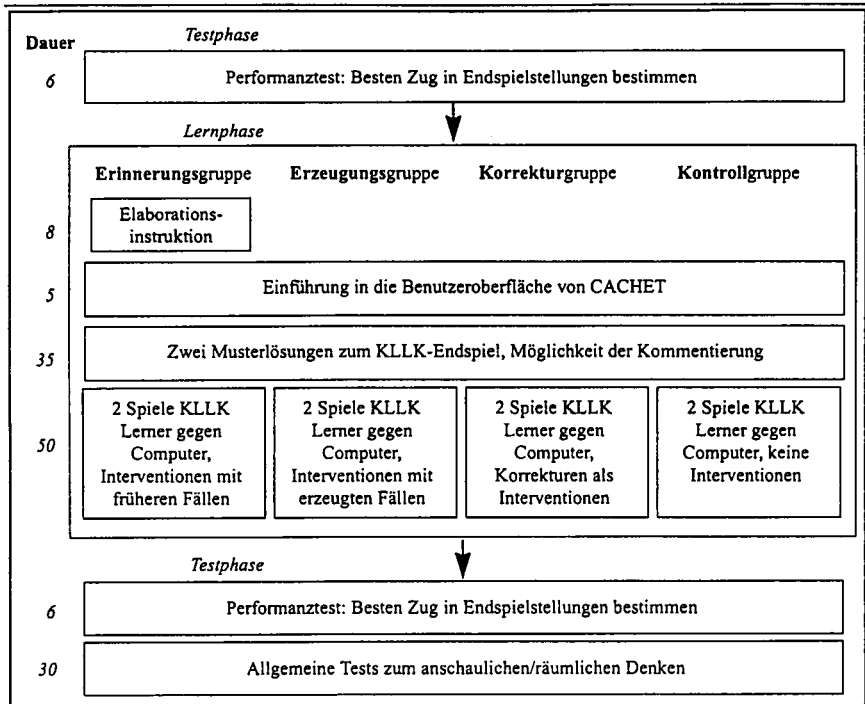 Testphase
Dauer
6
Performanztest: Besten Zug in Endspielstellungen bestimmen
Lernphase
Erinnerungsgruppe Erzeugungsgruppe Korrekturgruppe Kontrollgruppe
8
Elaborations-
instruktion
5
Einführung in die Benutzeroberfläche von CACHET
35
Zwei Musterlösungen zum KLLK-Endspiel, Möglichkeit der Kommentierung
50
2 Spiele KLLK
Lerner gegen
Computer,
Interventionen mit
früheren Fällen
2 Spiele KLLK
Lerner gegen
Computer,
Interventionen mit
erzeugten Fällen
2 Spiele KLLK
Lerner gegen
Computer,
Korrekturen als
Interventionen
2 Spiele KLLK
Lerner gegen
Computer, keine
Interventionen
Testphase
6
Performanztest: Besten Zug in Endspielstellungen bestimmen
30
Allgemeine Tests zum anschaulichen/räumlichen Denken